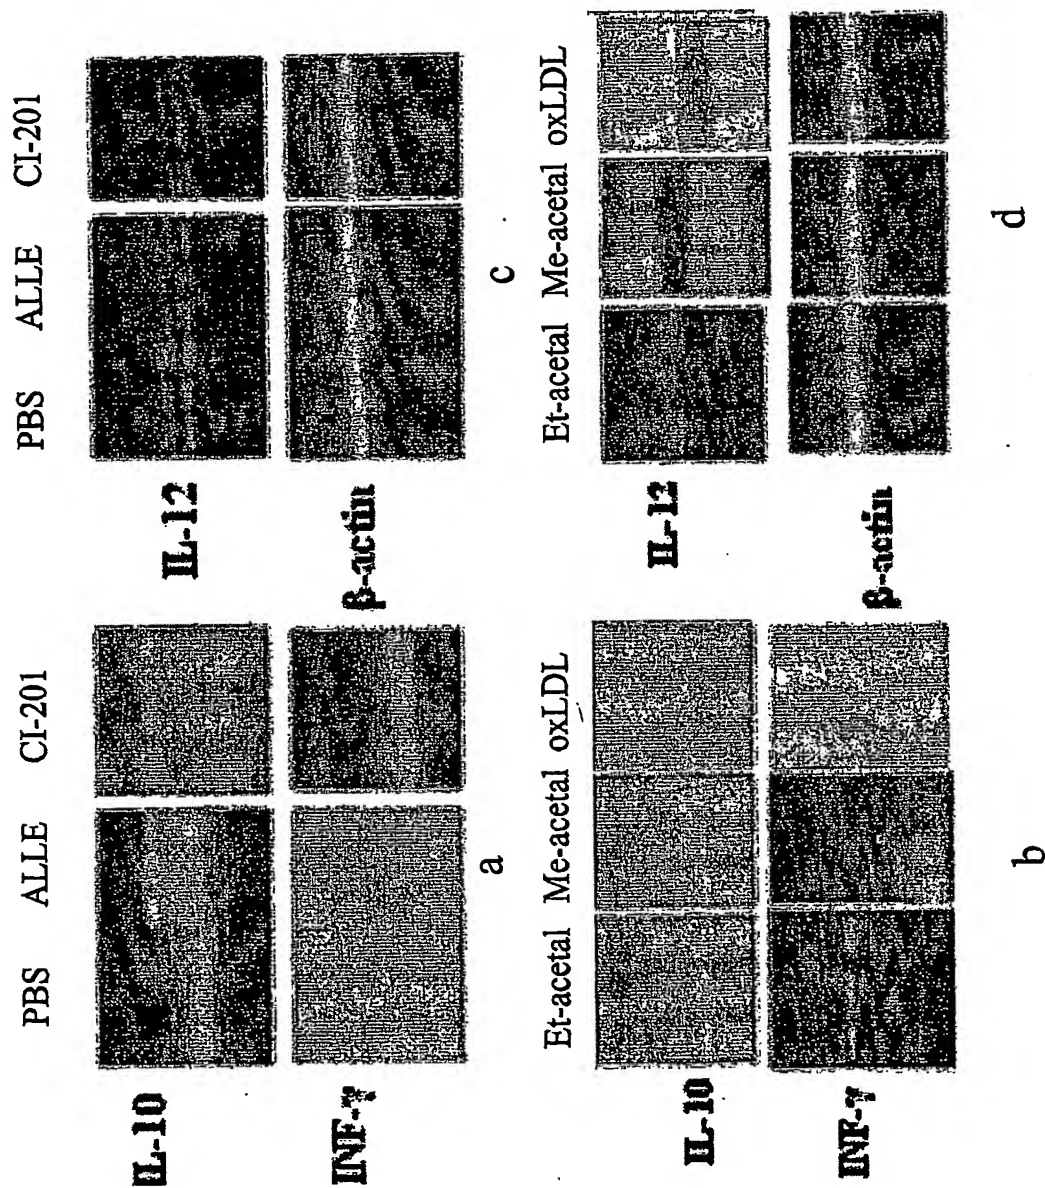 PBS ALLE CI-201
IL-10
INF-γ
a
PBS ALLE CI-201
IL-12
β-actin
c
Et-acetal Me-acetal oxLDL
IL-10
INF-γ
b
Et-acetal Me-acetal oxLDL
IL-12
β-actin
d